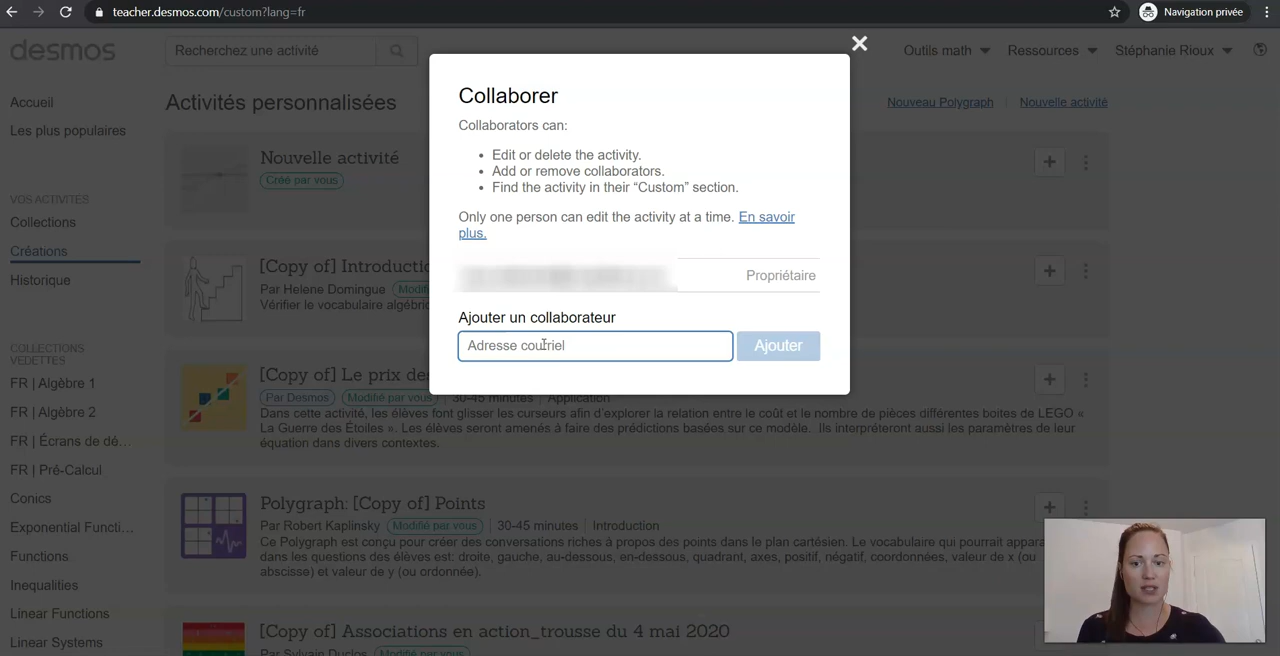 teacher.desmos.com/custom?lang=fr
Navigation privée
desmos
Recherchez une activité
Outils math
Ressources
Stéphanie Rioux
Accueil
Les plus populaires
VOS ACTIVITÉS
Collections
Créations
Historique
COLLECTIONS
VEDETTES
FR | Algèbre 1
FR | Algèbre 2
FR | Écrans de dé...
FR | Pré-Calcul
Conics
Exponential Functi...
Functions
Inequalities
Linear Functions
Linear Systems
Activités personnalisées
Nouveau Polygraph
Nouvelle activité
Nouvelle activité
Créé par vous
[Copy of] Introductio
Par Helene Domingue
Modifi
Vérifier le vocabulaire algébri
[Copy of] Le prix des
Par Desmos
Modifié par vous
30-45 minutes
Application
Dans cette activité, les élèves font glisser les curseurs afin d'explorer la relation entre le coût et le nombre de pièces différentes boites de LEGO «
La Guerre des Étoiles ». Les élèves seront amenés à faire des prédictions basées sur ce modèle. Ils interpréteront aussi les paramètres de leur
équation dans divers contextes.
Polygraph: [Copy of] Points
Par Robert Kaplinsky
Modifié par vous
30-45 minutes
Introduction
Ce Polygraph est conçu pour créer des conversations riches à propos des points dans le plan cartésien. Le vocabulaire qui pourrait appara
dans les questions des élèves est: droite, gauche, au-dessous, en-dessous, quadrant, axes, positif, négatif, coordonnées, valeur de x (ou
abscisse) et valeur de y (ou ordonnée).
[Copy of] Associations en action_trousse du 4 mai 2020
Par Sylvain Duclos
Modifié par vous
Collaborer
Collaborators can:
• Edit or delete the activity.
• Add or remove collaborators.
• Find the activity in their “Custom” section.
Only one person can edit the activity at a time. En savoir
plus.
Propriétaire
Ajouter un collaborateur
Adresse courriel
Ajouter